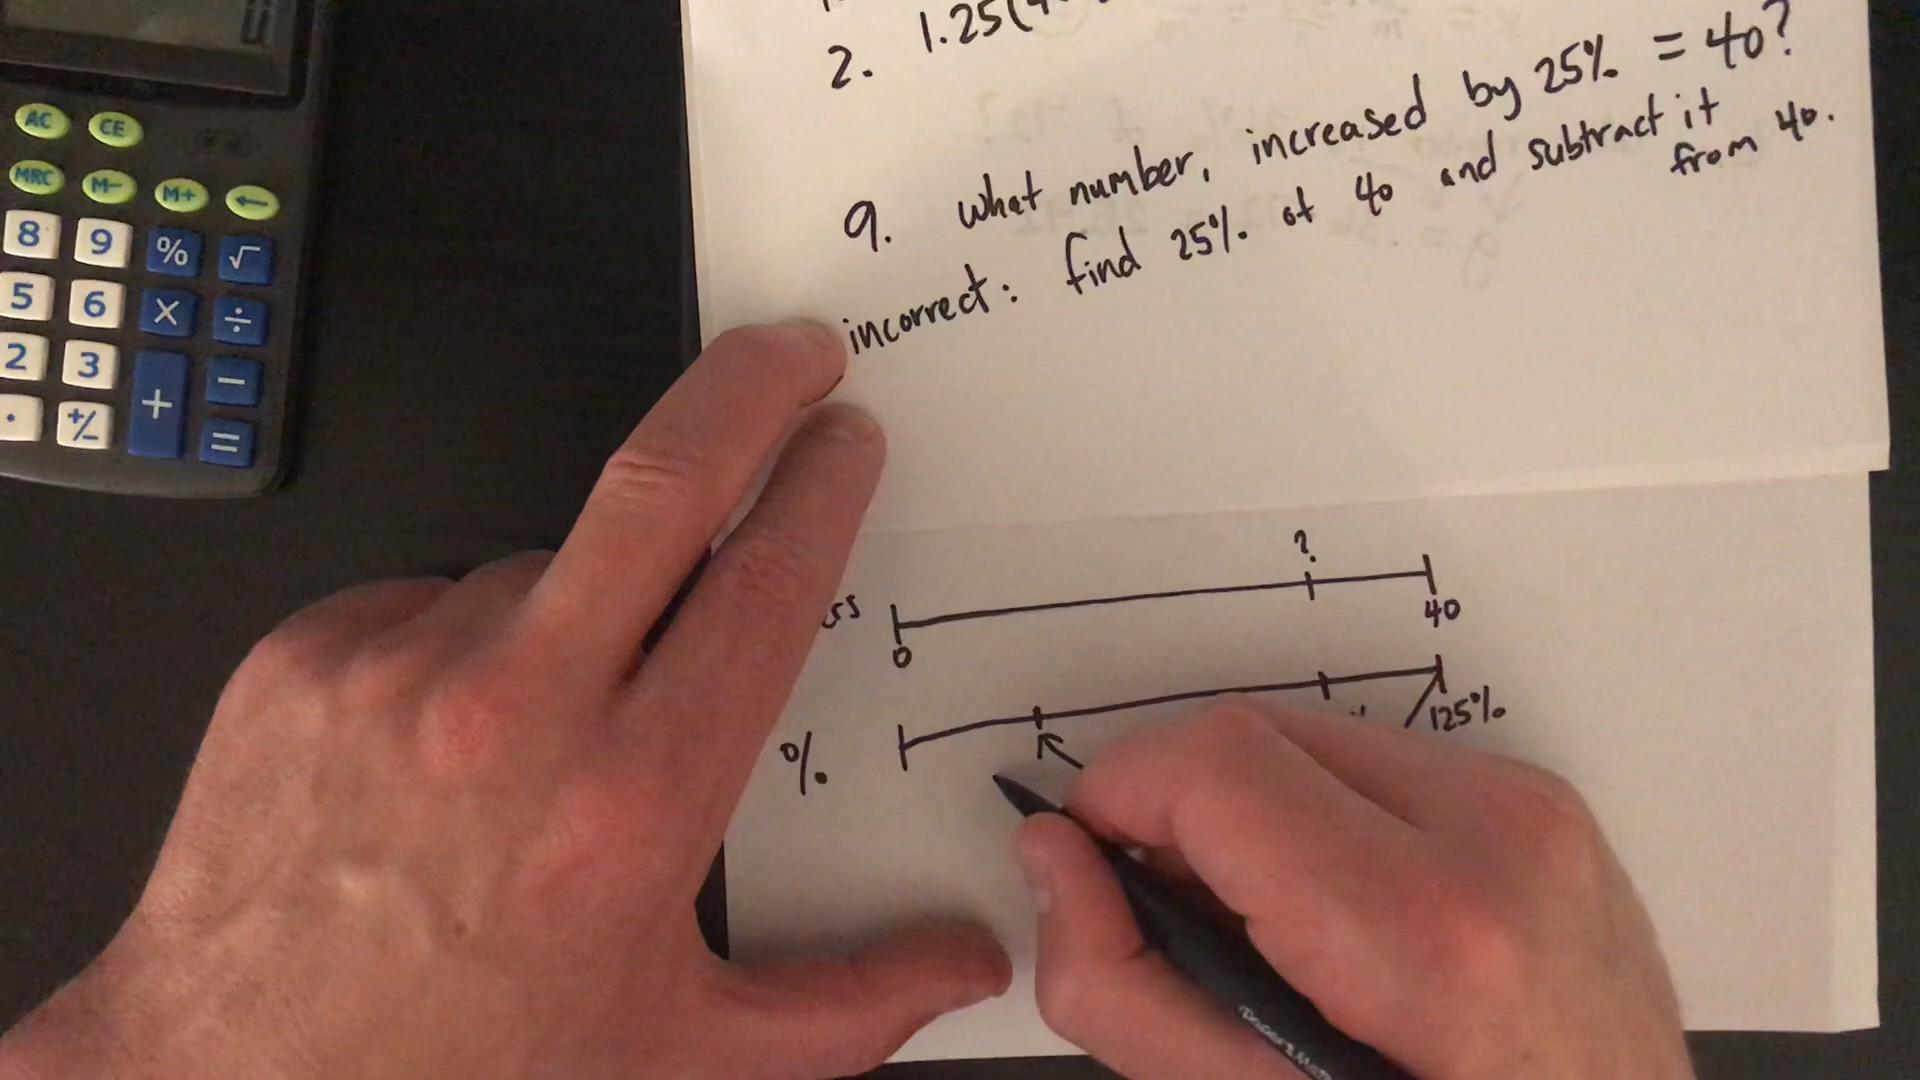 2. 1.25(4
9. What number, increased by 25% = 40?
incorrect: find 25% of 40 and subtract it
from 40.
?
0 40
%
125%
AC CE
MRC M- M+ ←
8 9 % √
5 6 × ÷
2 3 + −
. +/- =